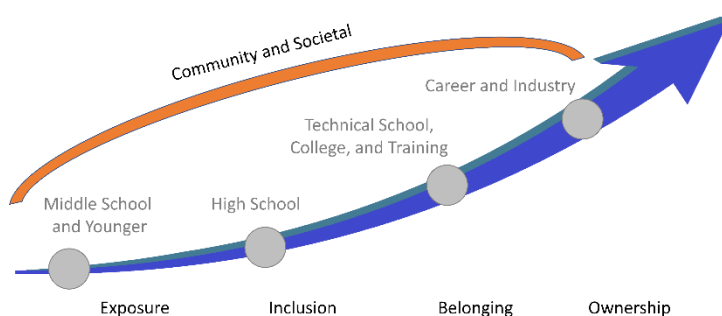 Community and Societal
Career and Industry
Technical School,
College, and Training
Middle School
and Younger
High School
Exposure
Inclusion
Belonging
Ownership